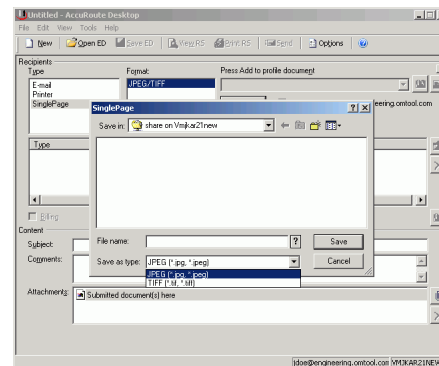 Untitled - AccuRoute Desktop
File Edit View Tools Help
New Open ED Save ED View RS Print RS Send Options
Recipients
Type Format: Press Add to profile document
E-mail JPEG/TIFF
Printer
SinglePage
eering.omtool.com
SinglePage
Save in: share on Vmjkar21new
Type
File name: Save
Save as type: JPEG (*.jpg, *.jpeg) Cancel
JPEG (*.jpg, *.jpeg)
TIFF (*.tif, *.tiff)
Billing
Content
Subject:
Comments:
Attachments: Submitted document(s) here
jdoe@engineering.omtool.com VMJKAR21NEW